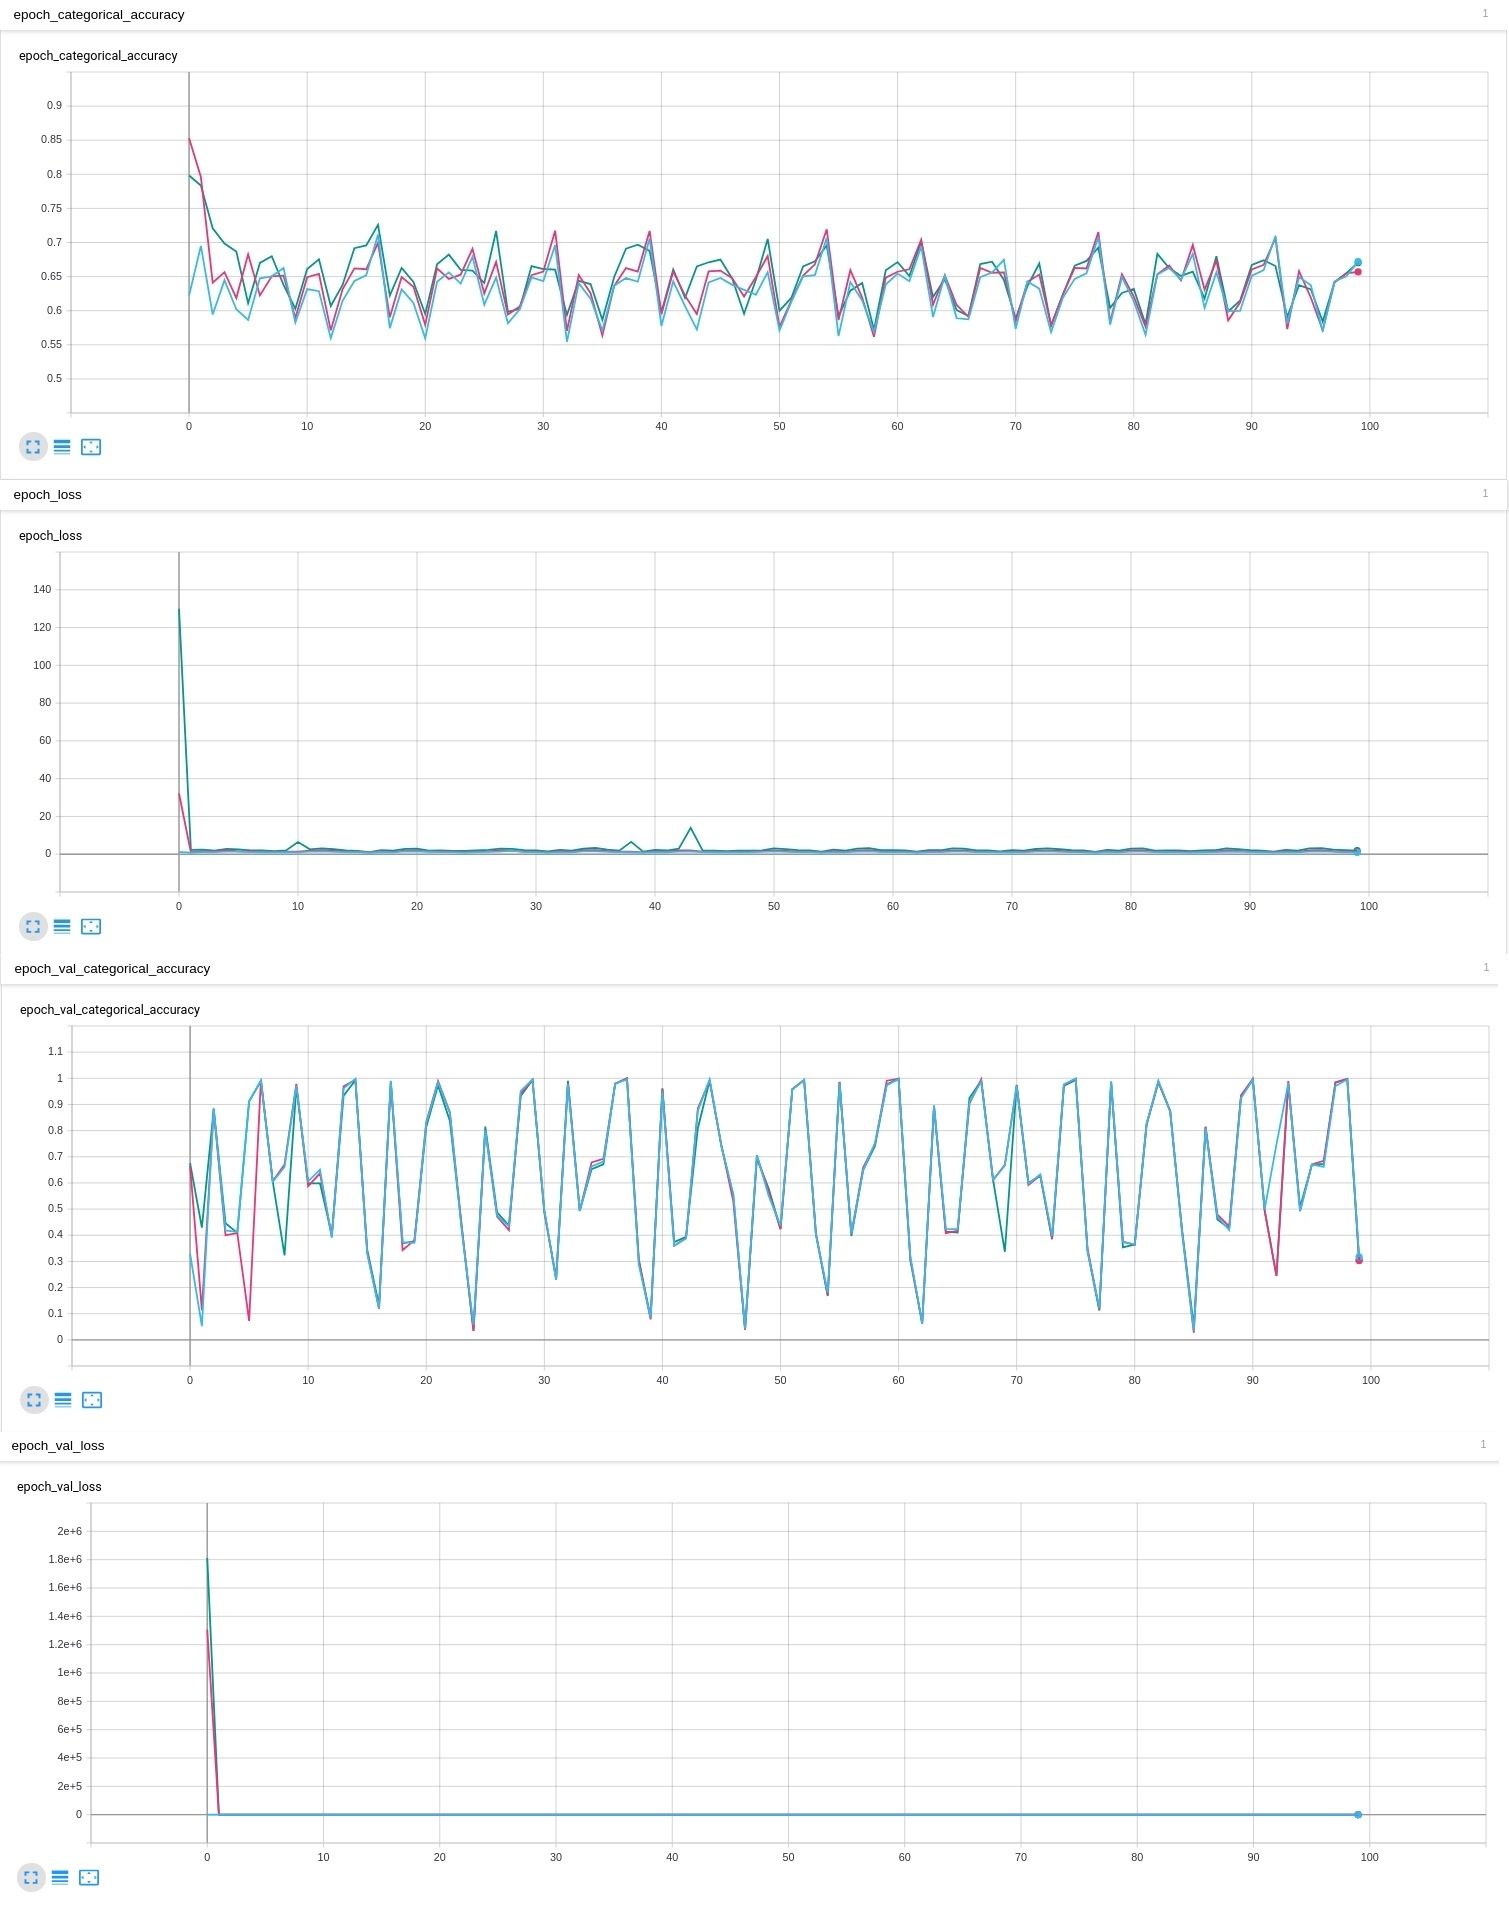 epoch_categorical_accuracy 1
epoch_categorical_accuracy
0.9
0.85
0.8
0.75
0.7
0.65
0.6
0.55
0.5
0 10 20 30 40 50 60 70 80 90 100
epoch_loss 1
epoch_loss
140
120
100
80
60
40
20
0
0 10 20 30 40 50 60 70 80 90 100
epoch_val_categorical_accuracy 1
epoch_val_categorical_accuracy
1.1
1
0.9
0.8
0.7
0.6
0.5
0.4
0.3
0.2
0.1
0
0 10 20 30 40 50 60 70 80 90 100
epoch_val_loss 1
epoch_val_loss
2e+6
1.8e+6
1.6e+6
1.4e+6
1.2e+6
1e+6
8e+5
6e+5
4e+5
2e+5
0
0 10 20 30 40 50 60 70 80 90 100